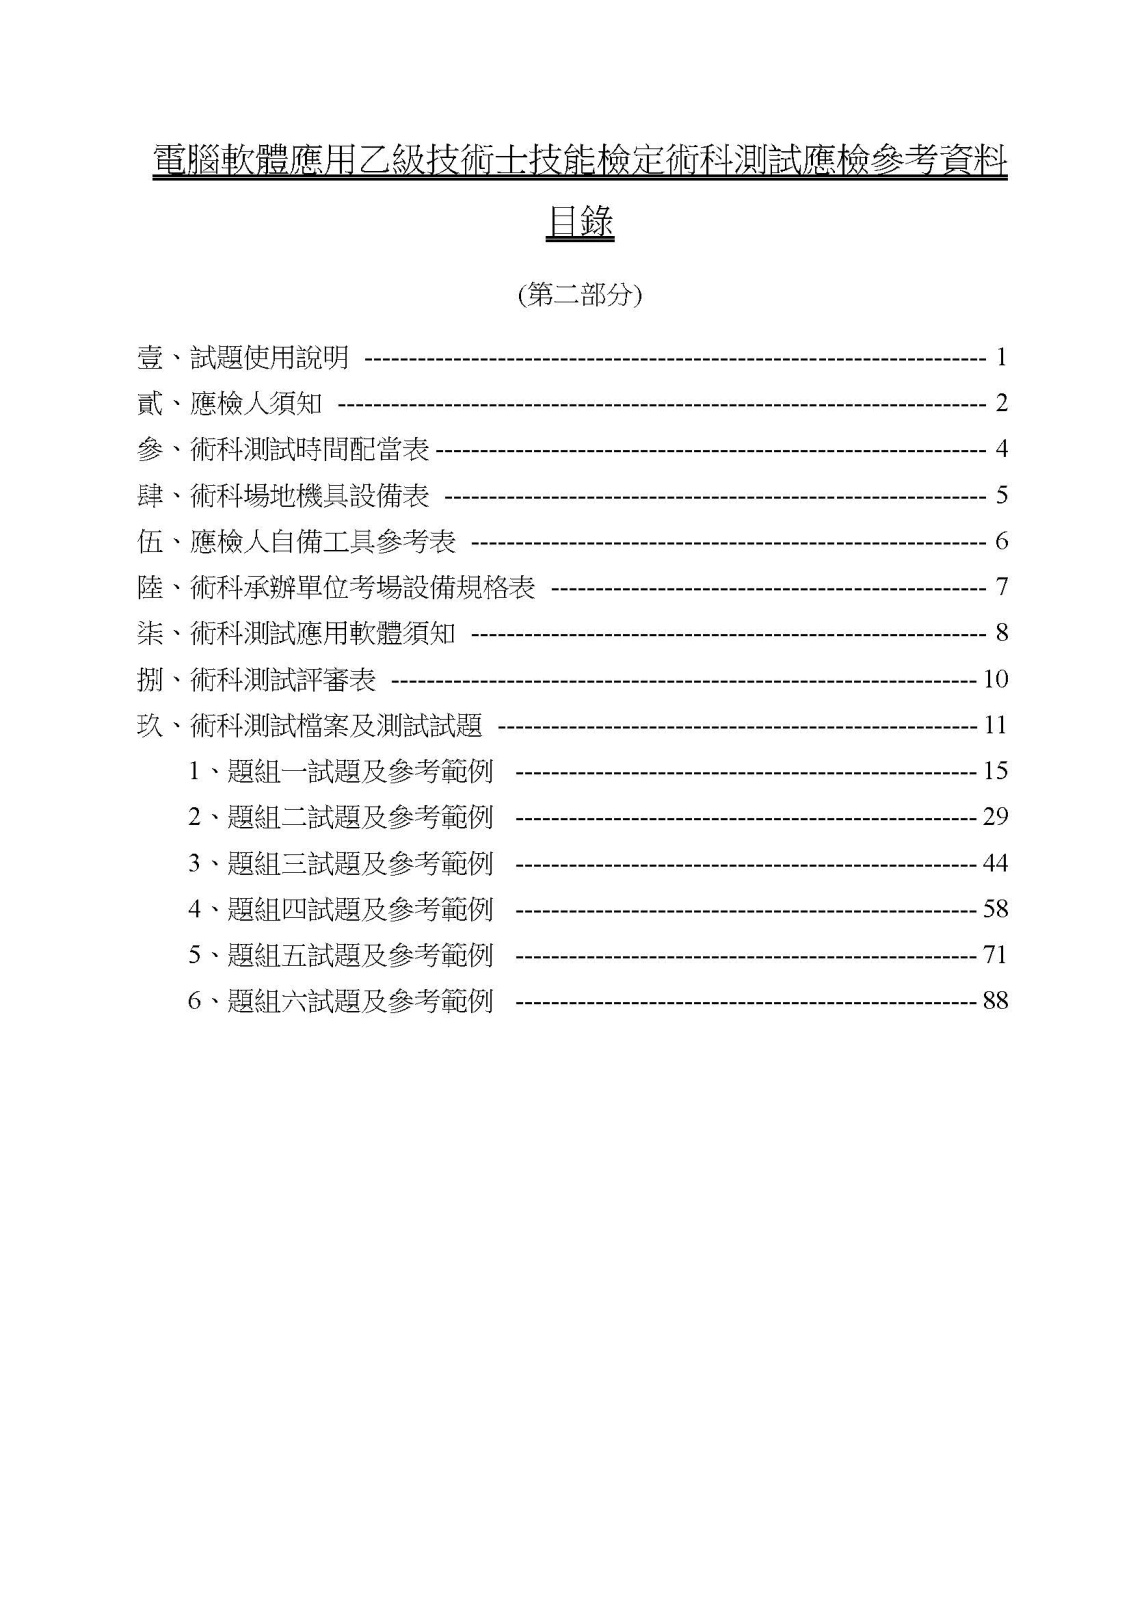 電腦軟體應用乙級技術士技能檢定術科測試應檢參考資料
目錄
(第二部分)
壹、試題使用說明 ---------------------------------------------------------------------- 1
貳、應檢人須知 ------------------------------------------------------------------------- 2
參、術科測試時間配當表 -------------------------------------------------------------- 4
肆、術科場地機具設備表 ------------------------------------------------------------- 5
伍、應檢人自備工具參考表 ---------------------------------------------------------- 6
陸、術科承辦單位考場設備規格表 ------------------------------------------------- 7
柒、術科測試應用軟體須知 ---------------------------------------------------------- 8
捌、術科測試評審表 ------------------------------------------------------------------ 10
玖、術科測試檔案及測試試題 ------------------------------------------------------ 11
1、題組一試題及參考範例 ---------------------------------------------------- 15
2、題組二試題及參考範例 ---------------------------------------------------- 29
3、題組三試題及參考範例 ---------------------------------------------------- 44
4、題組四試題及參考範例 ---------------------------------------------------- 58
5、題組五試題及參考範例 ---------------------------------------------------- 71
6、題組六試題及參考範例 ---------------------------------------------------- 88